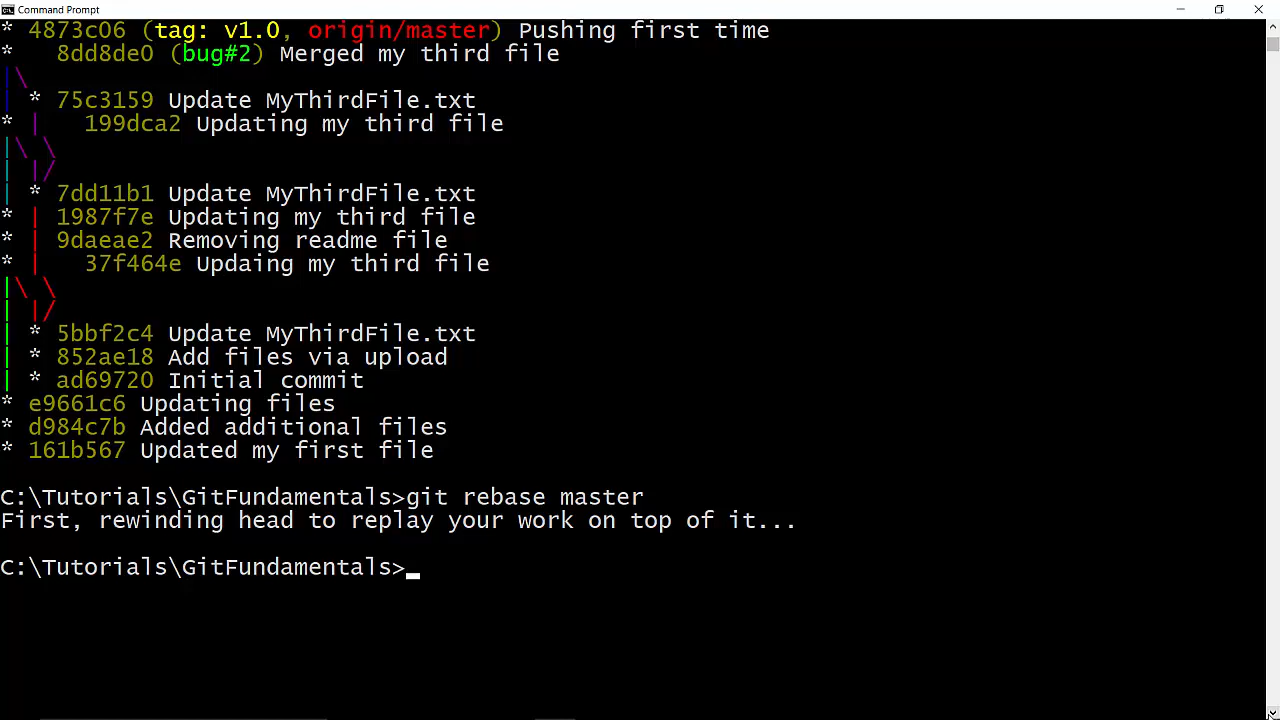 Command Prompt
* 4873c06 (tag: v1.0, origin/master) Pushing first time
*   8dd8de0 (bug#2) Merged my third file
|\
| * 75c3159 Update MyThirdFile.txt
* |   199dca2 Updating my third file
|\ \
| |/
| * 7dd11b1 Update MyThirdFile.txt
* | 1987f7e Updating my third file
* | 9daeae2 Removing readme file
* |   37f464e Updaing my third file
|\ \
| |/
| * 5bbf2c4 Update MyThirdFile.txt
| * 852ae18 Add files via upload
| * ad69720 Initial commit
* e9661c6 Updating files
* d984c7b Added additional files
* 161b567 Updated my first file
C:\Tutorials\GitFundamentals>git rebase master
First, rewinding head to replay your work on top of it...
C:\Tutorials\GitFundamentals>